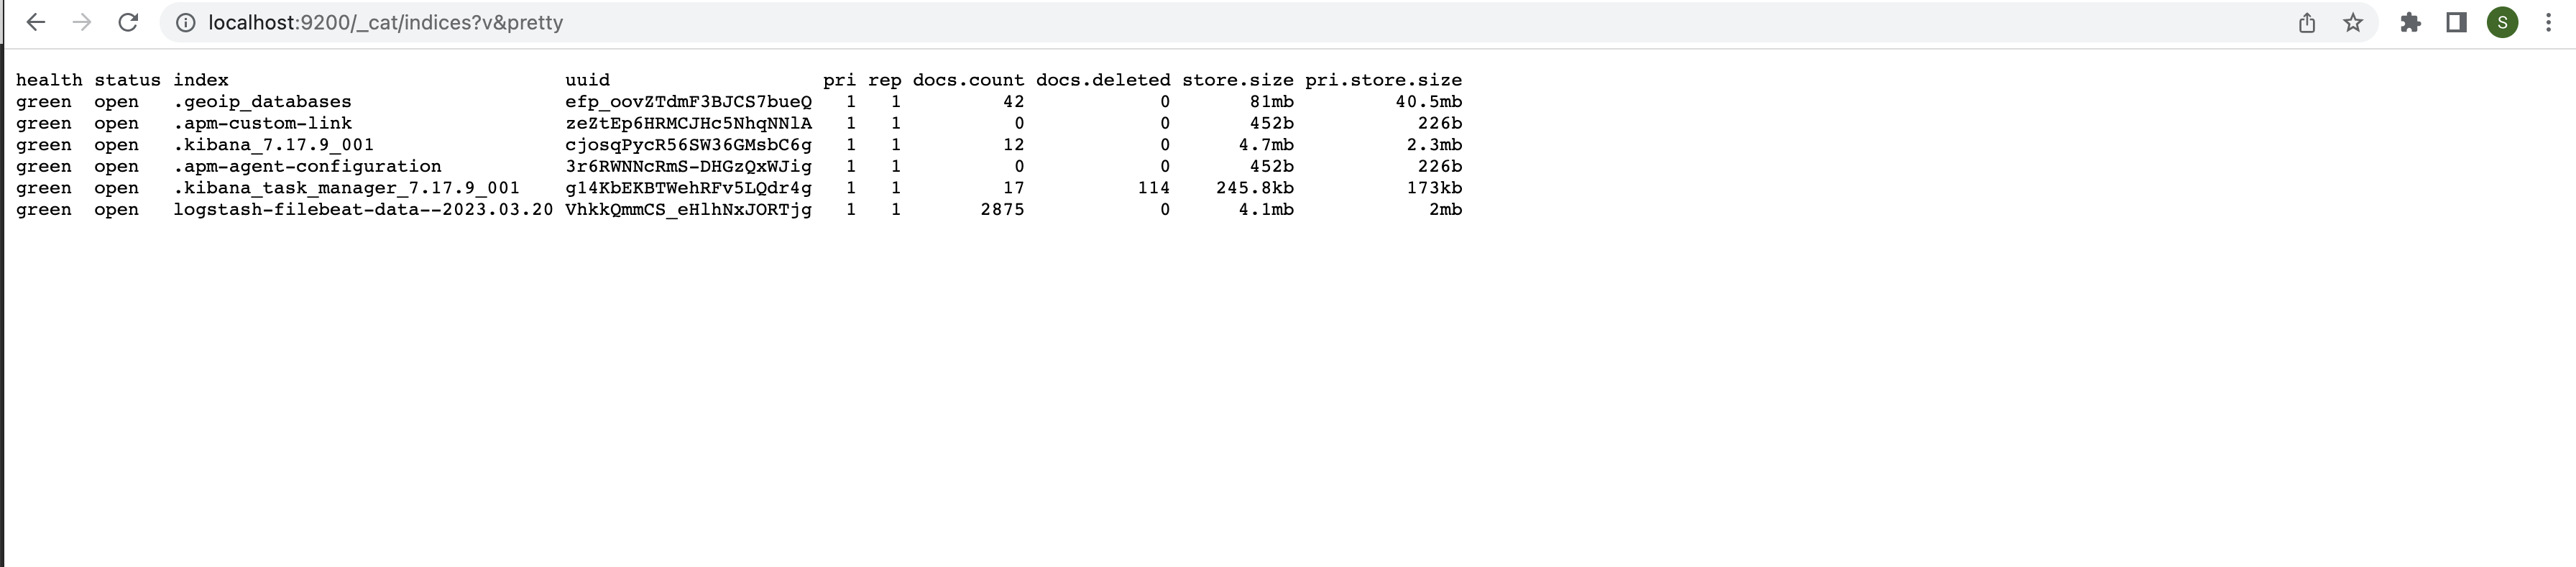 localhost:9200/_cat/indices?v&pretty
S
health status index uuid pri rep docs.count docs.deleted store.size pri.store.size
green open .geoip_databases efp_oovZTdmF3BJCS7bueQ 1 1 42 0 81mb 40.5mb
green open .apm-custom-link zeZtEp6HRMCJHc5NhqNNlA 1 1 0 0 452b 226b
green open .kibana_7.17.9_001 cjosqPycR56SW36GMsbC6g 1 1 12 0 4.7mb 2.3mb
green open .apm-agent-configuration 3r6RWNNcRmS-DHGzQxWJig 1 1 0 0 452b 226b
green open .kibana_task_manager_7.17.9_001 g14KbEKBTWehRFv5LQdr4g 1 1 17 114 245.8kb 173kb
green open logstash-filebeat-data--2023.03.20 VhkkQmmCS_eHlhNxJORTjg 1 1 2875 0 4.1mb 2mb